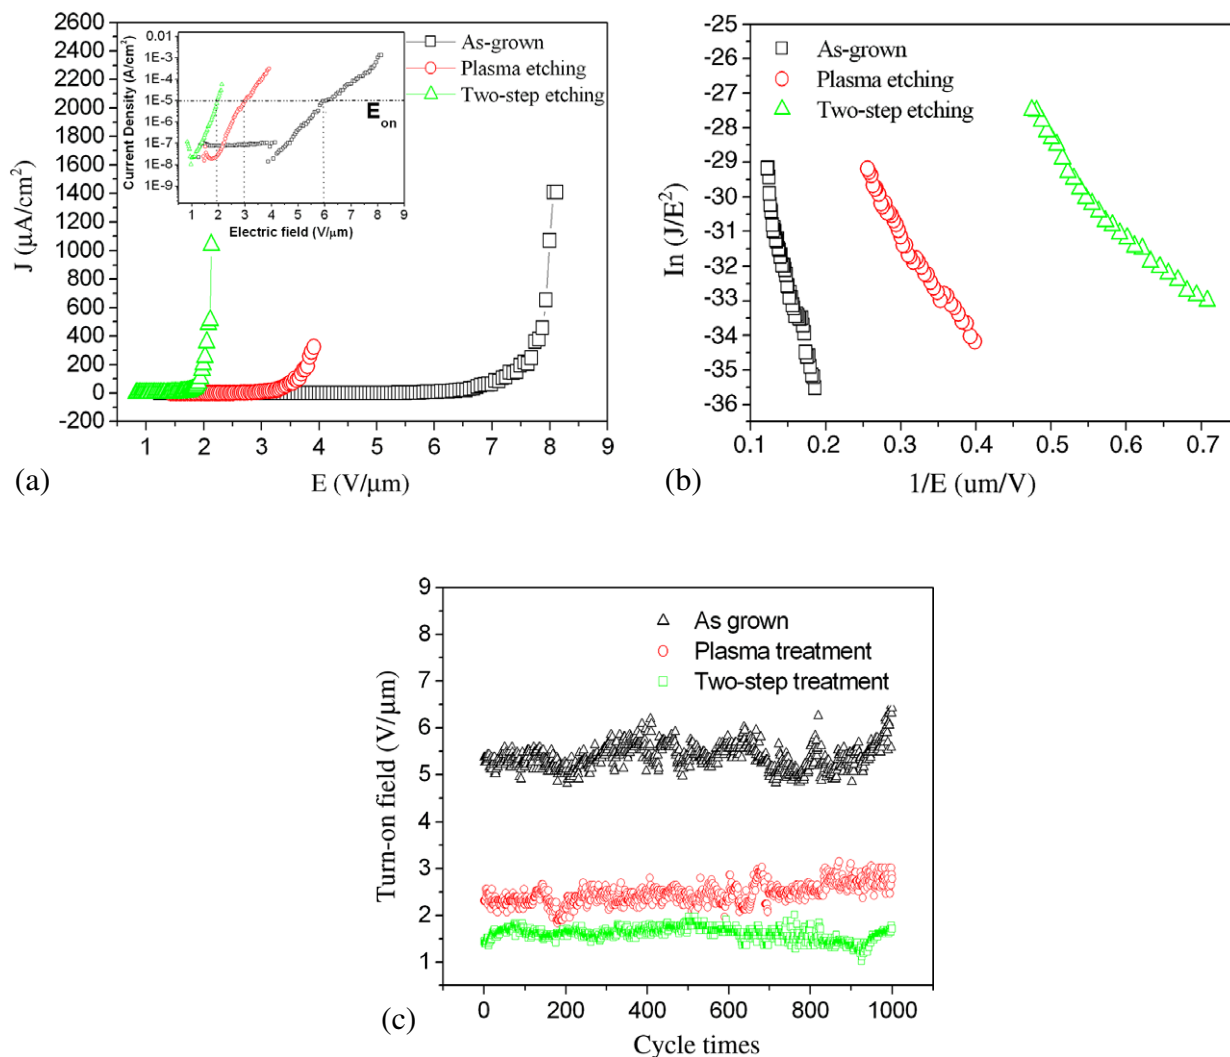 2600
2400
2200
2000
1800
1600
1400
1200
1000
800
600
400
200
0
-200
J (μA/cm²)
1 2 3 4 5 6 7 8 9
E (V/μm)
As-grown
Plasma etching
Two-step etching
0.01
1E-3
1E-4
1E-5
1E-6
1E-7
1E-8
1E-9
Current Density (A/cm²)
Eon
1 2 3 4 5 6 7 8 9
Electric field (V/μm)
(a)
-25
-26
-27
-28
-29
-30
-31
-32
-33
-34
-35
-36
In (J/E²)
As-grown
Plasma etching
Two-step etching
0.1 0.2 0.3 0.4 0.5 0.6 0.7
1/E (um/V)
(b)
9
8
7
6
5
4
3
2
1
Turn-on field (V/μm)
As grown
Plasma treatment
Two-step treatment
0 200 400 600 800 1000
Cycle times
(c)